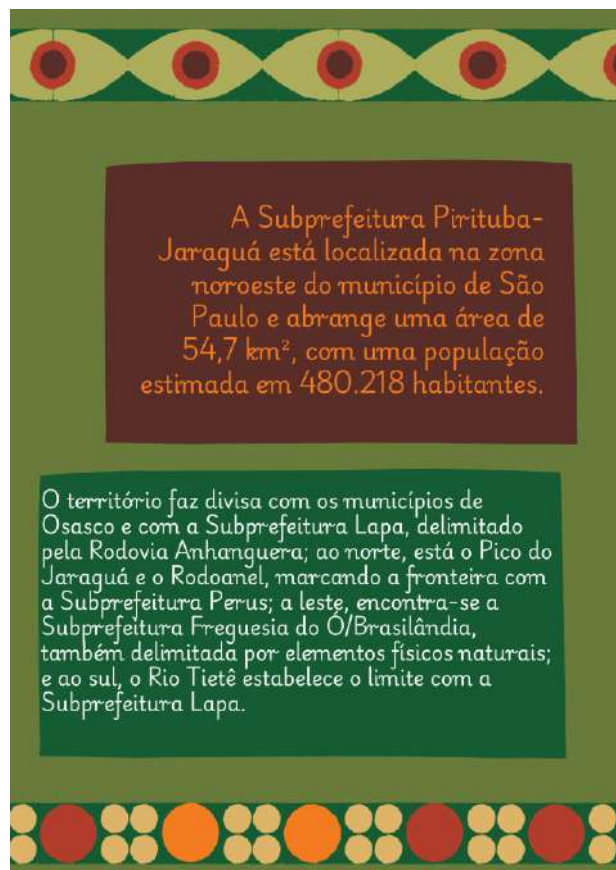 A Subprefeitura Pirituba-
Jaraguá está localizada na zona
noroeste do município de São
Paulo e abrange uma área de
54,7 km², com uma população
estimada em 480.218 habitantes.
O território faz divisa com os municípios de
Osasco e com a Subprefeitura Lapa, delimitado
pela Rodovia Anhanguera; ao norte, está o Pico do
Jaraguá e o Rodoanel, marcando a fronteira com
a Subprefeitura Perus; a leste, encontra-se a
Subprefeitura Freguesia do Ó/Brasilândia,
também delimitada por elementos físicos naturais;
e ao sul, o Rio Tietê estabelece o limite com a
Subprefeitura Lapa.